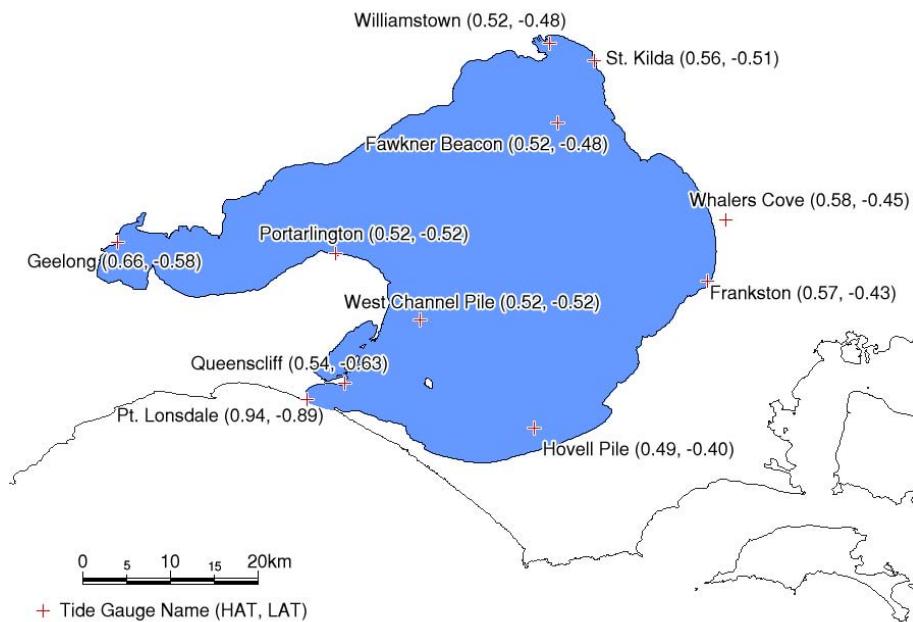 Williamstown (0.52, -0.48)
St. Kilda (0.56, -0.51)
Fawkner Beacon (0.52, -0.48)
Whalers Cove (0.58, -0.45)
Portarlington (0.52, -0.52)
Geelong (0.66, -0.58)
Frankston (0.57, -0.43)
West Channel Pile (0.52, -0.52)
Queenscliff (0.54, -0.63)
Pt. Lonsdale (0.94, -0.89)
Hovell Pile (0.49, -0.40)
0 5 10 15 20km
Tide Gauge Name (HAT, LAT)